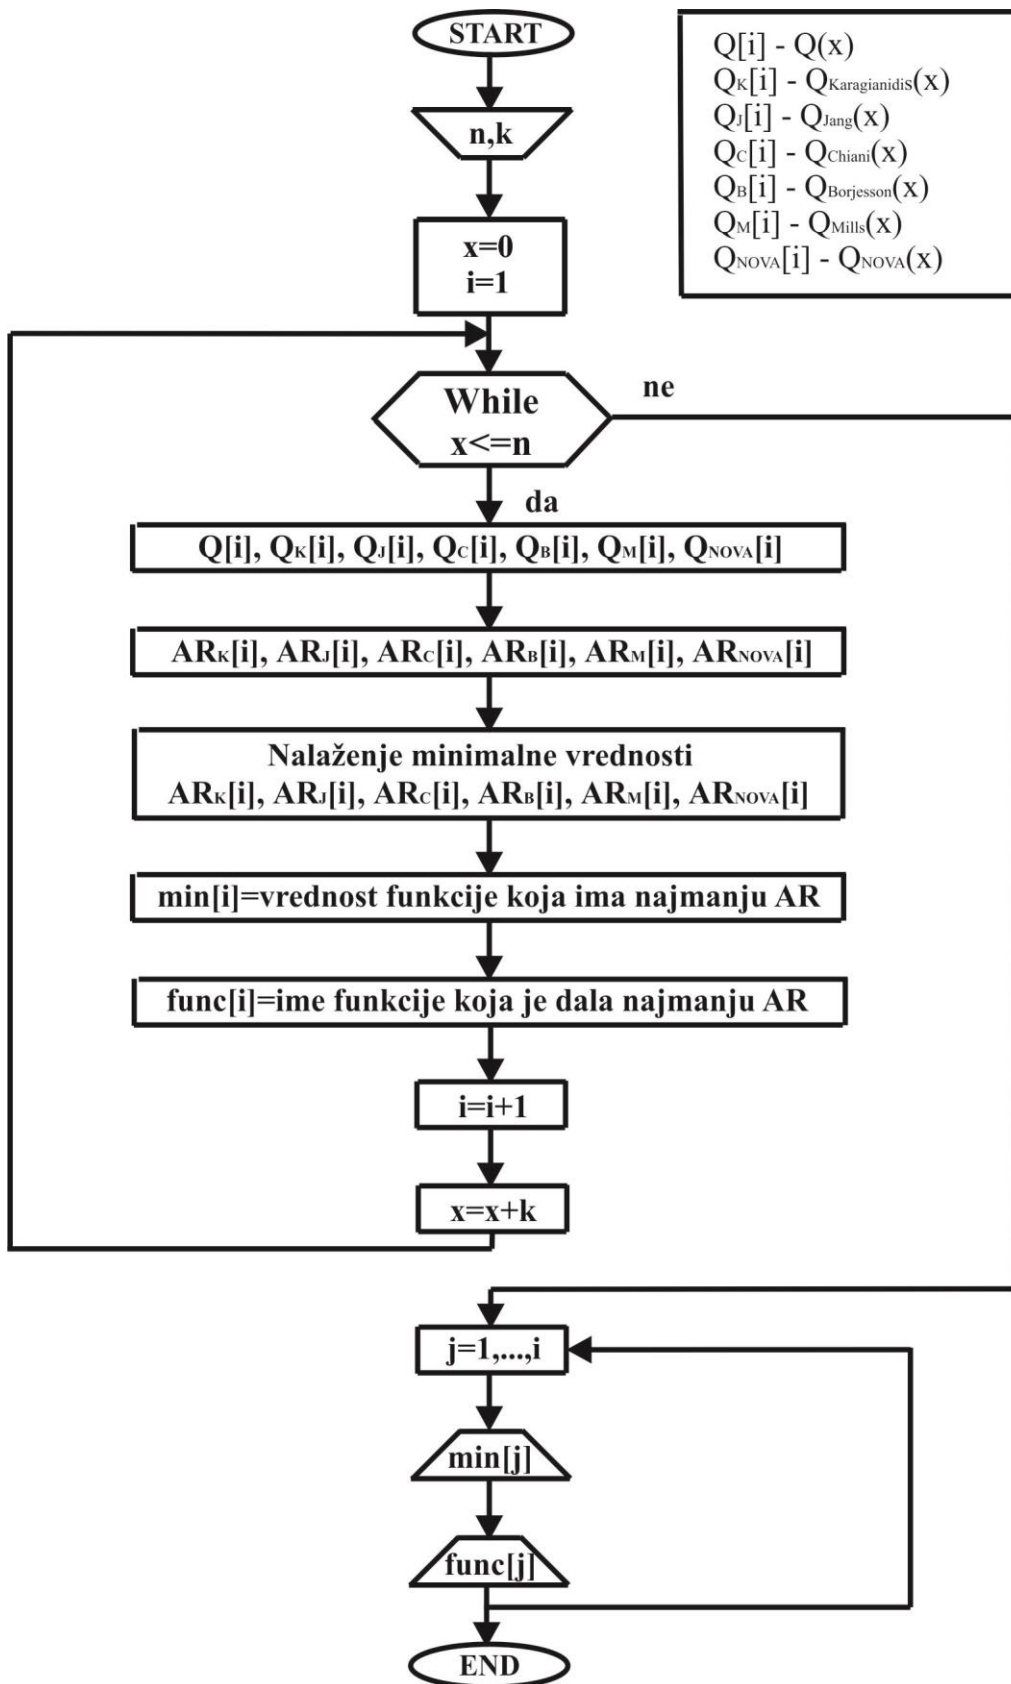 START
n,k
x=0
i=1
Q[i] - Q(x)
QK[i] - QKaragianidis(x)
QJ[i] - QJang(x)
QC[i] - QChiani(x)
QB[i] - QBorjesson(x)
QM[i] - QMills(x)
QNOVA[i] - QNOVA(x)
While
x<=n
ne
da
Q[i], QK[i], QJ[i], QC[i], QB[i], QM[i], QNOVA[i]
ARK[i], ARJ[i], ARC[i], ARB[i], ARM[i], ARNOVA[i]
Nalaženje minimalne vrednosti
ARK[i], ARJ[i], ARC[i], ARB[i], ARM[i], ARNOVA[i]
min[i]=vrednost funkcije koja ima najmanju AR
func[i]=ime funkcije koja je dala najmanju AR
i=i+1
x=x+k
j=1,...,i
min[j]
func[j]
END